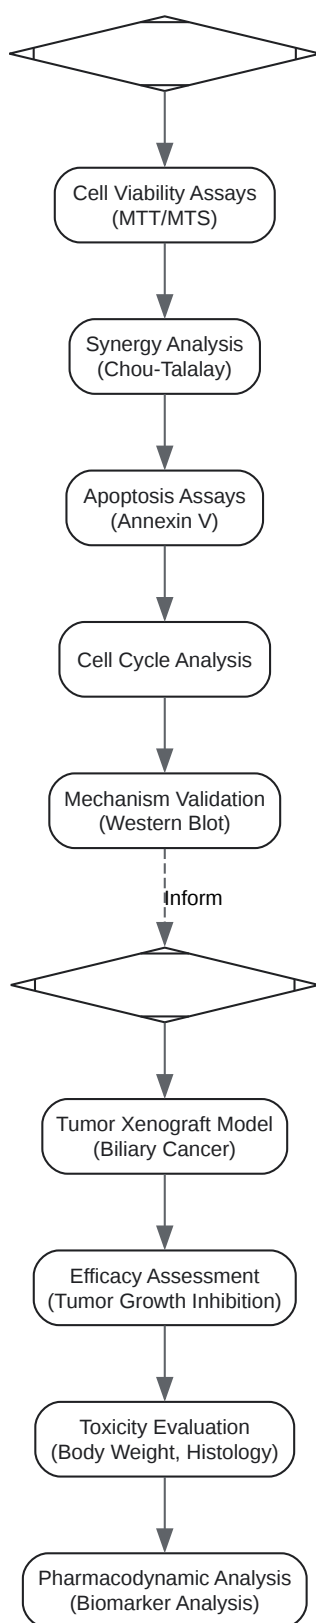 Cell Viability Assays
(MTT/MTS)
Synergy Analysis
(Chou-Talalay)
Apoptosis Assays
(Annexin V)
Cell Cycle Analysis
Mechanism Validation
(Western Blot)
Inform
Tumor Xenograft Model
(Biliary Cancer)
Efficacy Assessment
(Tumor Growth Inhibition)
Toxicity Evaluation
(Body Weight, Histology)
Pharmacodynamic Analysis
(Biomarker Analysis)